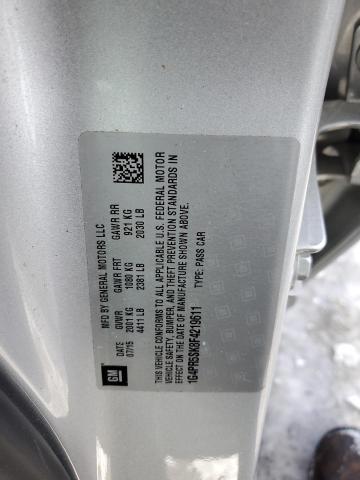 MFD BY GENERAL MOTORS LLC
DATE GVWR GAWR FRT GAWR RR
07/15 2001 KG 1080 KG 921 KG
4411 LB 2381 LB 2030 LB
THIS VEHICLE CONFORMS TO ALL APPLICABLE U.S. FEDERAL MOTOR
VEHICLE SAFETY, BUMPER, AND THEFT PREVENTION STANDARDS IN
EFFECT ON THE DATE OF MANUFACTURE SHOWN ABOVE.
1G4PR5SK8F4219611 TYPE: PASS CAR
GM